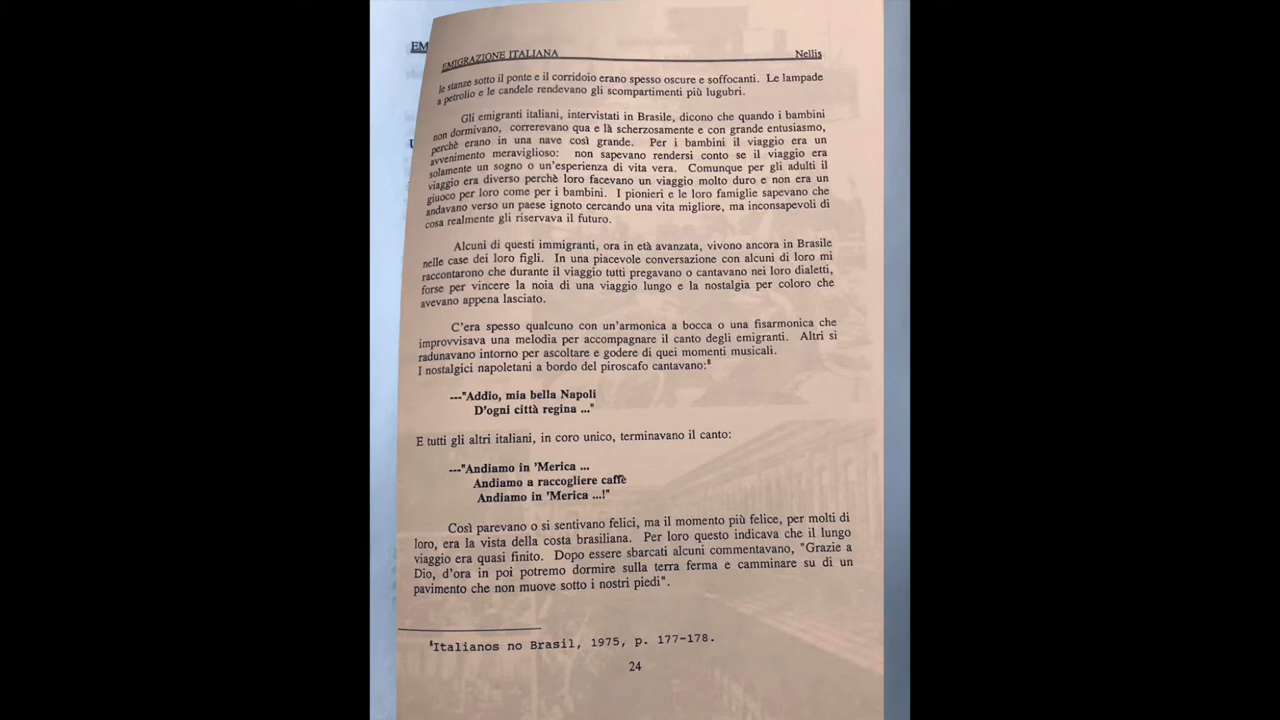 EM
EMIGRAZIONE ITALIANA Nellis
le stanze sotto il ponte e il corridoio erano spesso oscure e soffocanti. Le lampade
a petrolio e le candele rendevano gli scompartimenti più lugubri.
Gli emigranti italiani, intervistati in Brasile, dicono che quando i bambini
non dormivano, correrevano qua e là scherzosamente e con grande entusiasmo,
perchè erano in una nave così grande. Per i bambini il viaggio era un
avvenimento meraviglioso: non sapevano rendersi conto se il viaggio era
solamente un sogno o un'esperienza di vita vera. Comunque per gli adulti il
viaggio era diverso perchè loro facevano un viaggio molto duro e non era un
giuoco per loro come per i bambini. I pionieri e le loro famiglie sapevano che
andavano verso un paese ignoto cercando una vita migliore, ma inconsapevoli di
cosa realmente gli riservava il futuro.
Alcuni di questi immigranti, ora in età avanzata, vivono ancora in Brasile
nelle case dei loro figli. In una piacevole conversazione con alcuni di loro mi
raccontarono che durante il viaggio tutti pregavano o cantavano nei loro dialetti,
forse per vincere la noia di una viaggio lungo e la nostalgia per coloro che
avevano appena lasciato.
C'era spesso qualcuno con un'armonica a bocca o una fisarmonica che
improvvisava una melodia per accompagnare il canto degli emigranti. Altri si
radunavano intorno per ascoltare e godere di quei momenti musicali.
I nostalgici napoletani a bordo del piroscafo cantavano:⁸
---"Addio, mia bella Napoli
D'ogni città regina ..."
E tutti gli altri italiani, in coro unico, terminavano il canto:
---"Andiamo in 'Merica ...
Andiamo a raccogliere caffè
Andiamo in 'Merica ...!"
Così parevano o si sentivano felici, ma il momento più felice, per molti di
loro, era la vista della costa brasiliana. Per loro questo indicava che il lungo
viaggio era quasi finito. Dopo essere sbarcati alcuni commentavano, "Grazie a
Dio, d'ora in poi potremo dormire sulla terra ferma e camminare su di un
pavimento che non muove sotto i nostri piedi".
⁸Italianos no Brasil, 1975, p. 177-178.
24